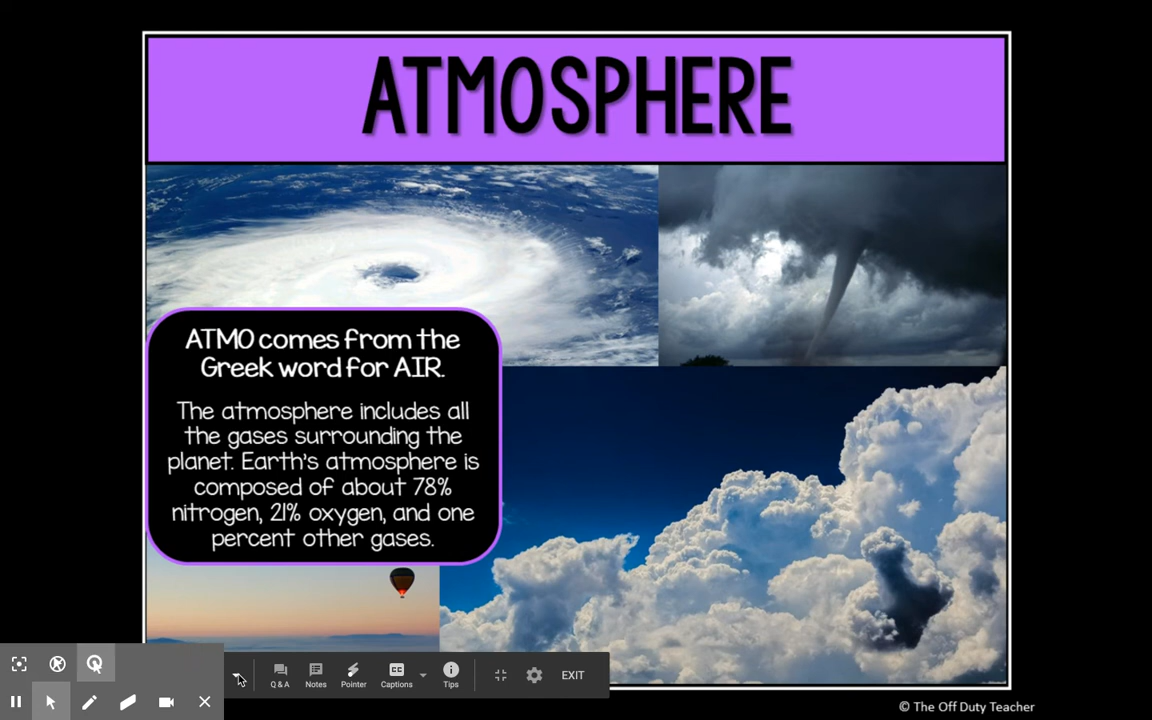 ATMOSPHERE
ATMO comes from the
Greek word for AIR.
The atmosphere includes all
the gases surrounding the
planet. Earth's atmosphere is
composed of about 78%
nitrogen, 21% oxygen, and one
percent other gases.
Q & A Notes Pointer Captions Tips EXIT
© The Off Duty Teacher